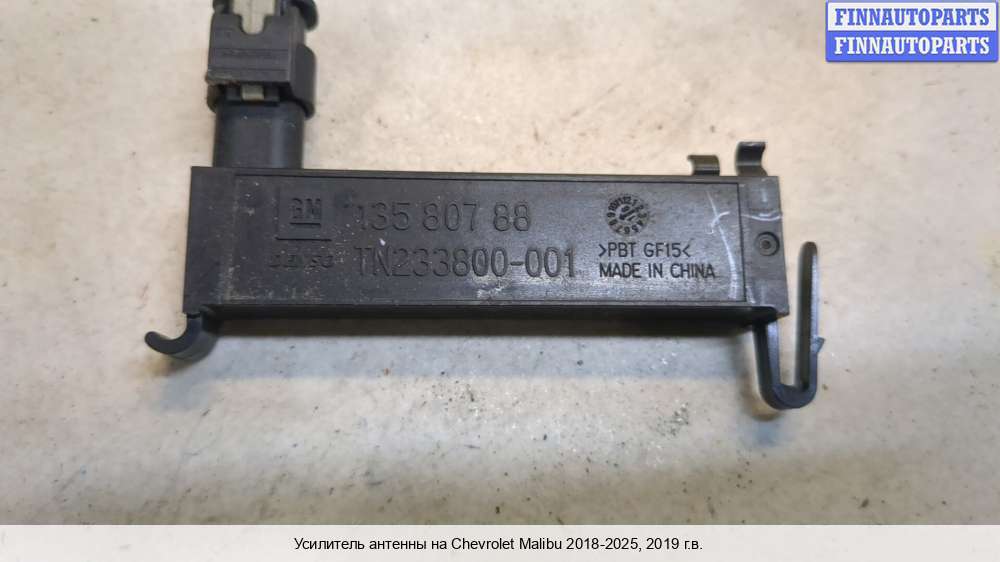 FINNAUTOPARTS
FINNAUTOPARTS
GM 135 807 88
DENSO TN233800-001
>PBT GF15<
MADE IN CHINA
Усилитель антенны на Chevrolet Malibu 2018-2025, 2019 г.в.